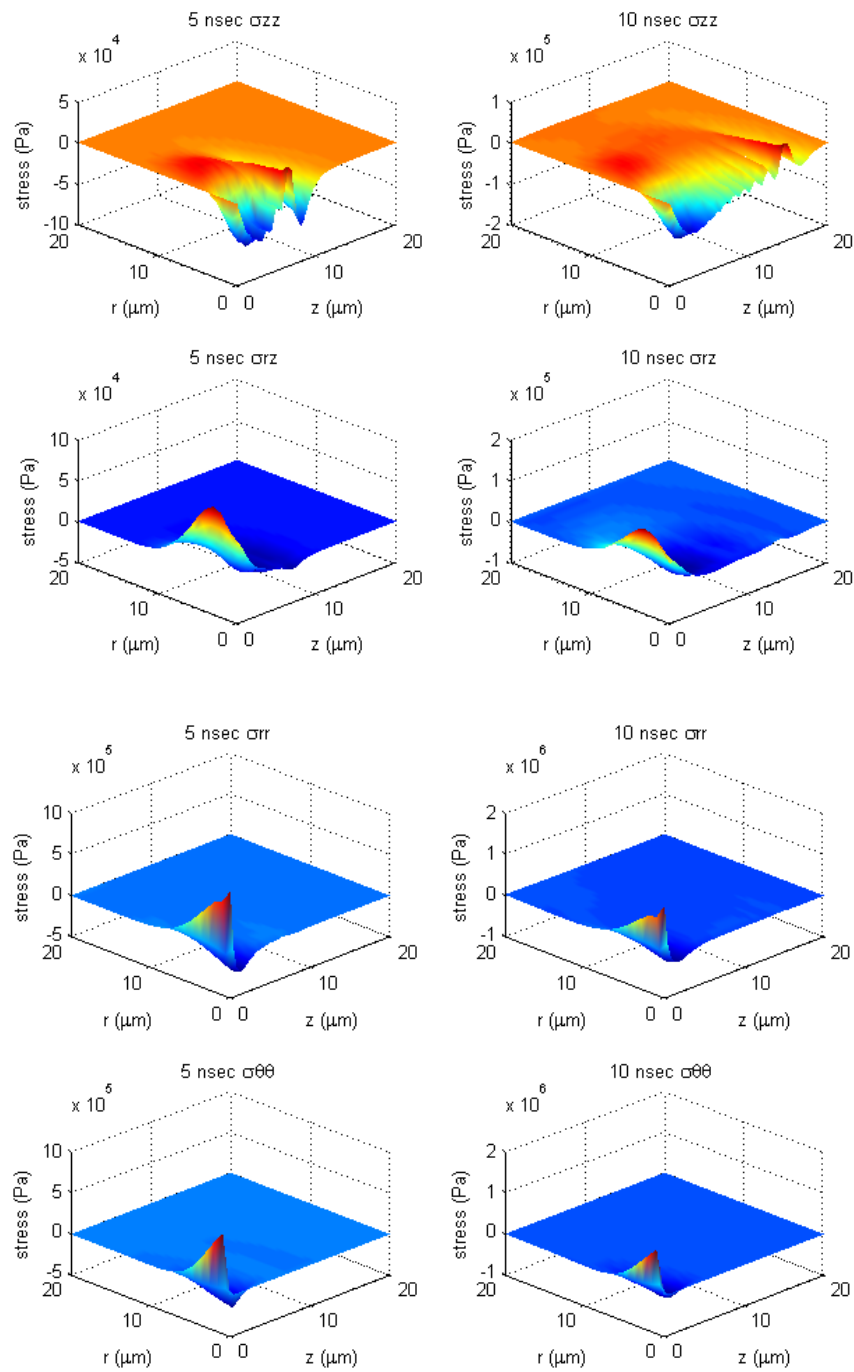 5 nsec σzz
10 nsec σzz
x 10^4
x 10^5
5
0
-5
-10
20
10
0
0
10
20
stress (Pa)
r (μm)
z (μm)
1
0
-1
-2
20
10
0
0
10
20
stress (Pa)
r (μm)
z (μm)
5 nsec σrz
10 nsec σrz
x 10^4
x 10^5
10
5
0
-5
20
10
0
0
10
20
stress (Pa)
r (μm)
z (μm)
2
1
0
-1
20
10
0
0
10
20
stress (Pa)
r (μm)
z (μm)
5 nsec σrr
10 nsec σrr
x 10^5
x 10^6
10
5
0
-5
20
10
0
0
10
20
stress (Pa)
r (μm)
z (μm)
2
1
0
-1
20
10
0
0
10
20
stress (Pa)
r (μm)
z (μm)
5 nsec σθθ
10 nsec σθθ
x 10^5
x 10^6
10
5
0
-5
20
10
0
0
10
20
stress (Pa)
r (μm)
z (μm)
2
1
0
-1
20
10
0
0
10
20
stress (Pa)
r (μm)
z (μm)